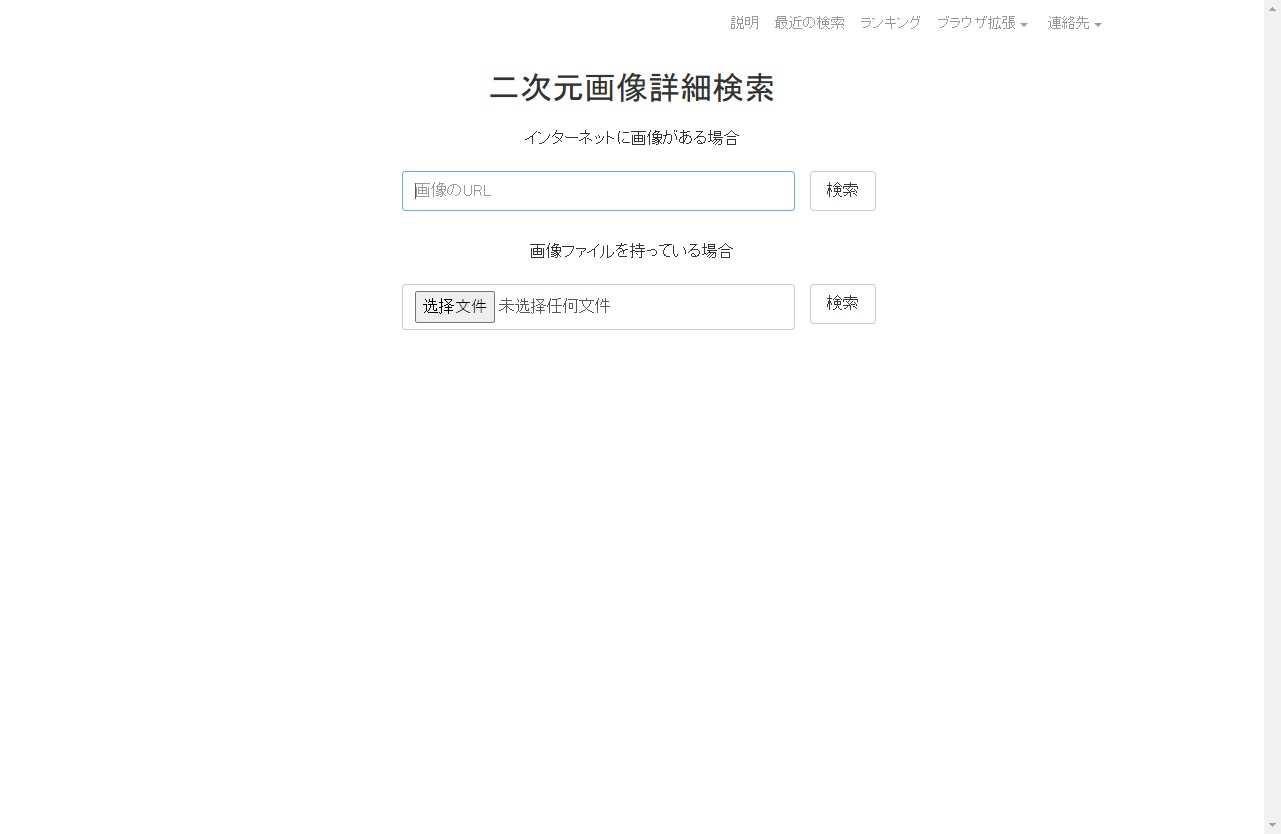 説明 最近の検索 ランキング ブラウザ拡張 連絡先
二次元画像詳細検索
インターネットに画像がある場合
画像のURL 検索
画像ファイルを持っている場合
选择文件 未选择任何文件 検索